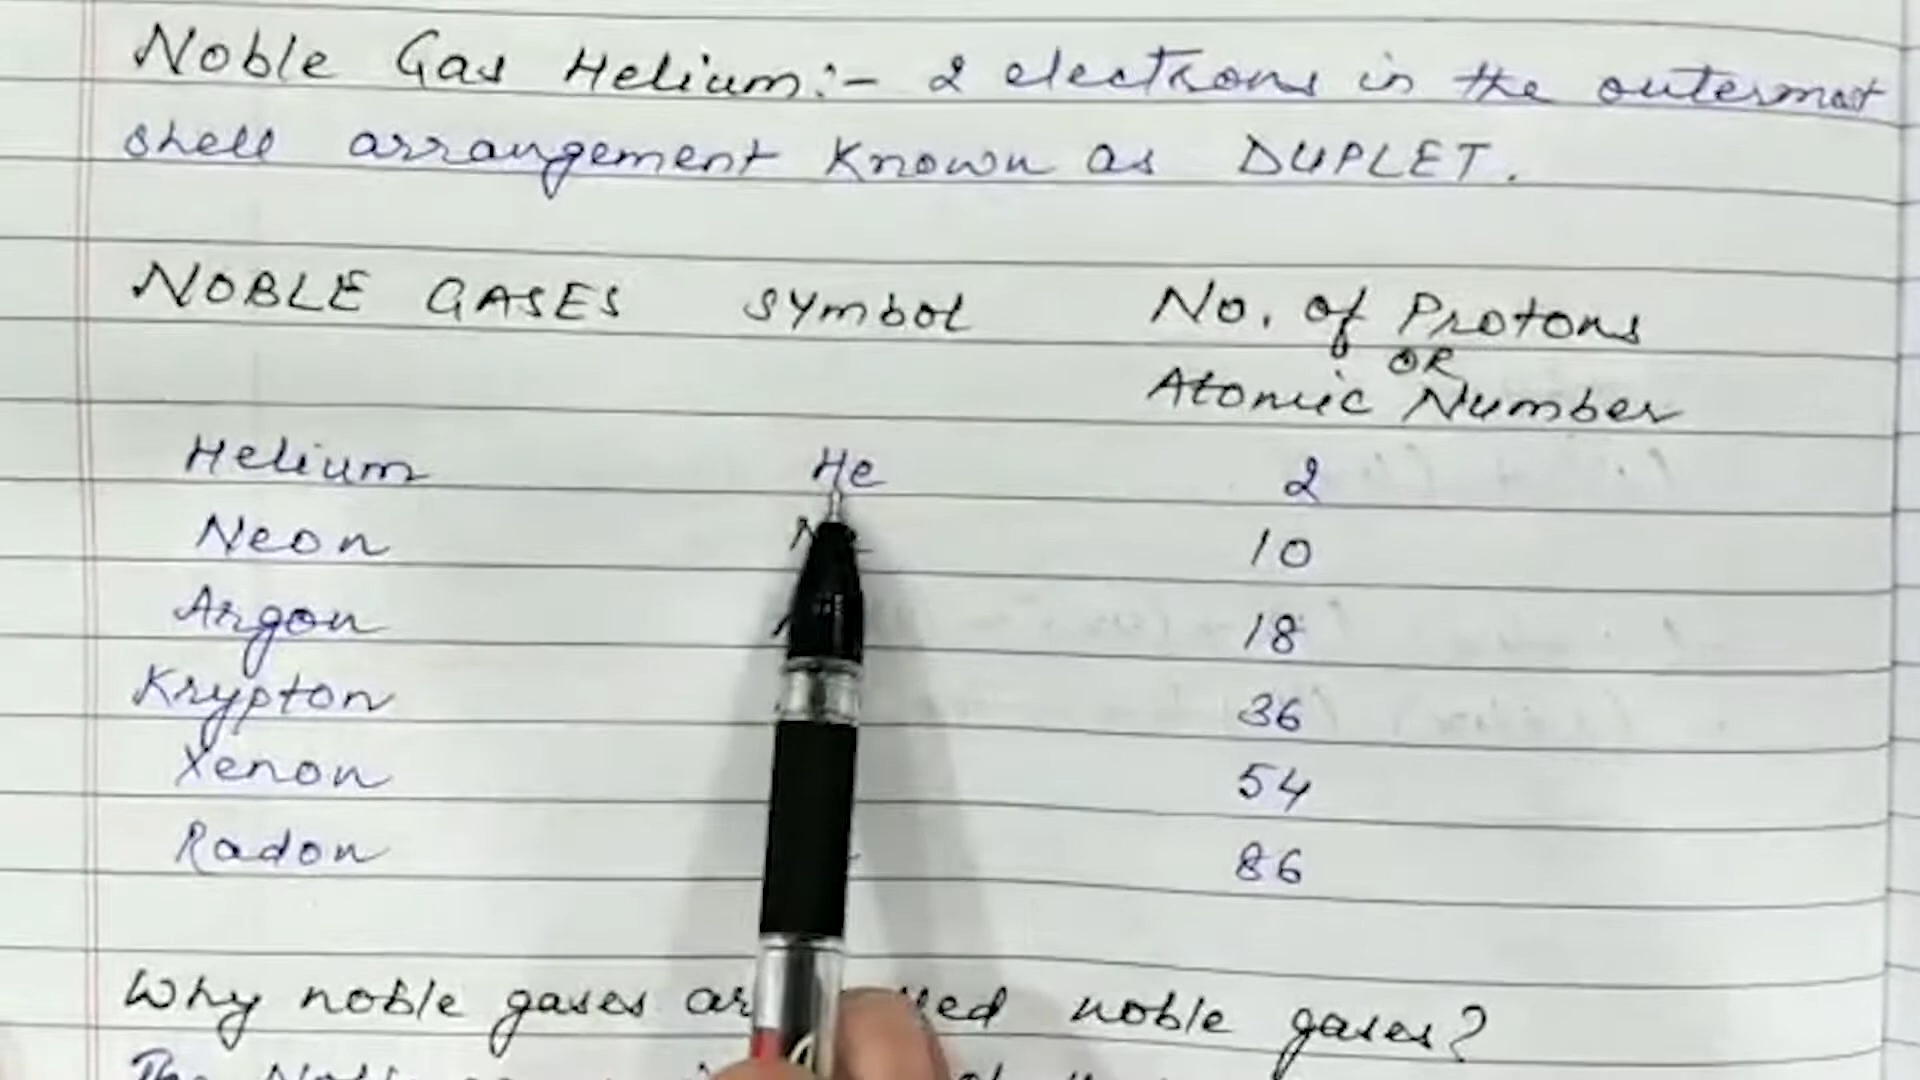 Noble Gas Helium:- 2 electrons in the outermost
shell arrangement Known as DUPLET.
NOBLE GASES symbol No. of Protons
OR
Atomic Number
Helium He 2
Neon 10
Argon 18
Krypton 36
Xenon 54
Radon 86
Why noble gases noble gases?